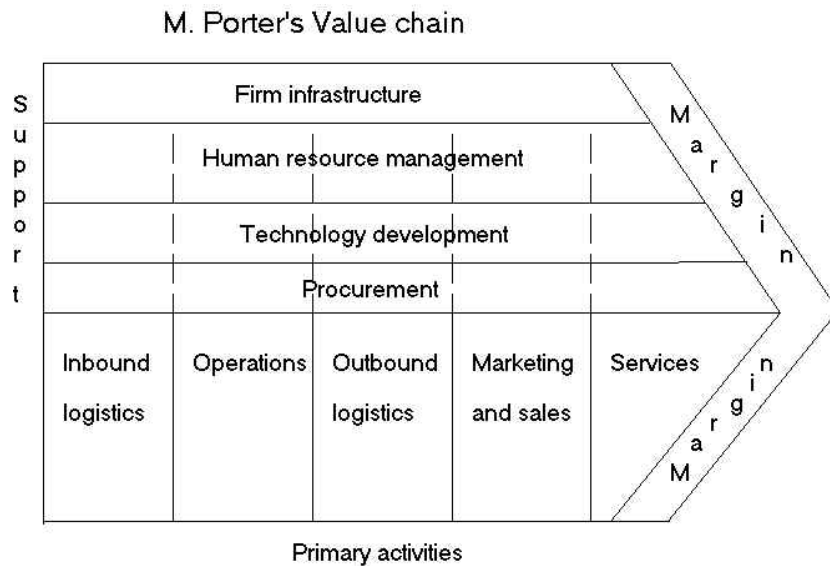 M. Porter's Value chain
Support
Firm infrastructure
Margin
Human resource management
Technology development
Procurement
Inbound
logistics
Operations
Outbound
logistics
Marketing
and sales
Services
Margin
Primary activities